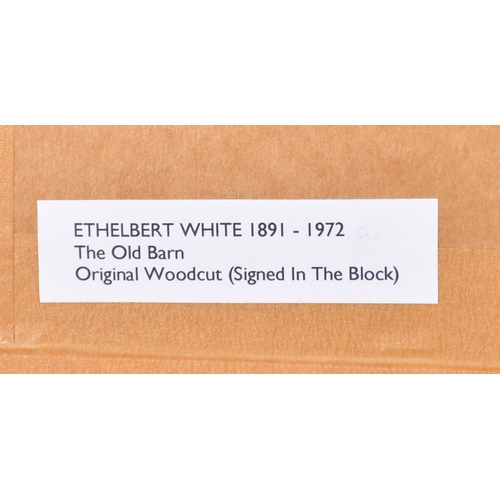 ETHELBERT WHITE 1891 - 1972
The Old Barn
Original Woodcut (Signed In The Block)